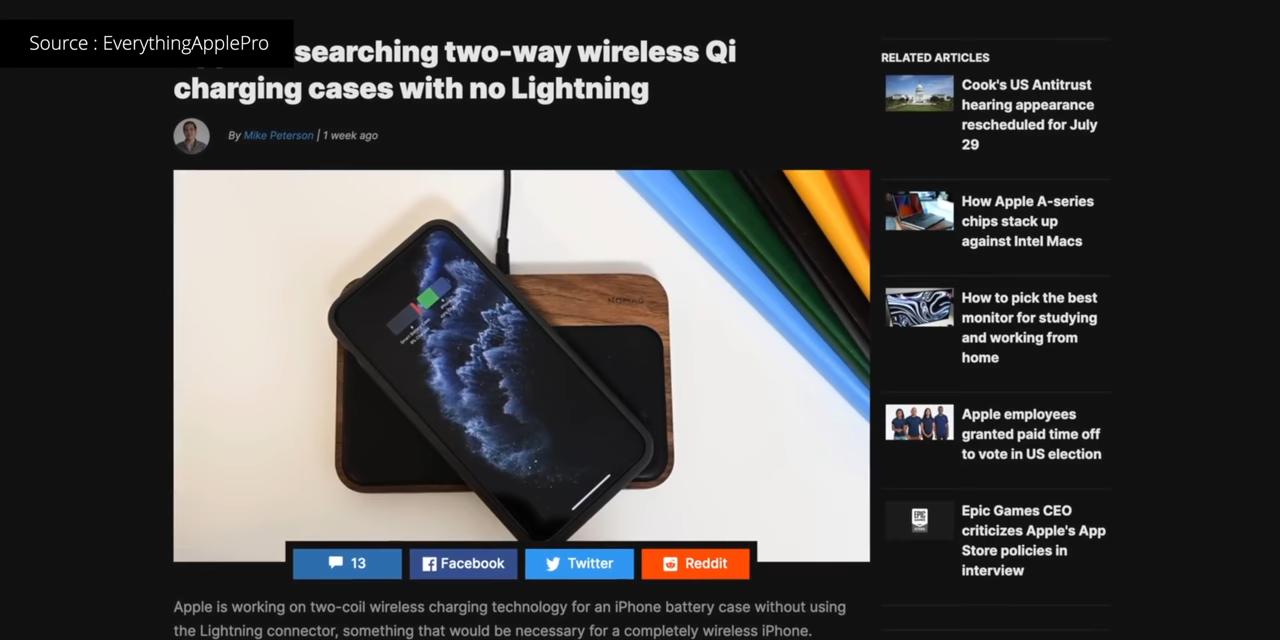 Source : EverythingApplePro
searching two-way wireless Qi
charging cases with no Lightning
By Mike Peterson | 1 week ago
NOMAD
13
Facebook
Twitter
Reddit
Apple is working on two-coil wireless charging technology for an iPhone battery case without using
the Lightning connector, something that would be necessary for a completely wireless iPhone.
RELATED ARTICLES
Cook's US Antitrust
hearing appearance
rescheduled for July
29
How Apple A-series
chips stack up
against Intel Macs
How to pick the best
monitor for studying
and working from
home
Apple employees
granted paid time off
to vote in US election
EPIC
Epic Games CEO
criticizes Apple's App
Store policies in
interview